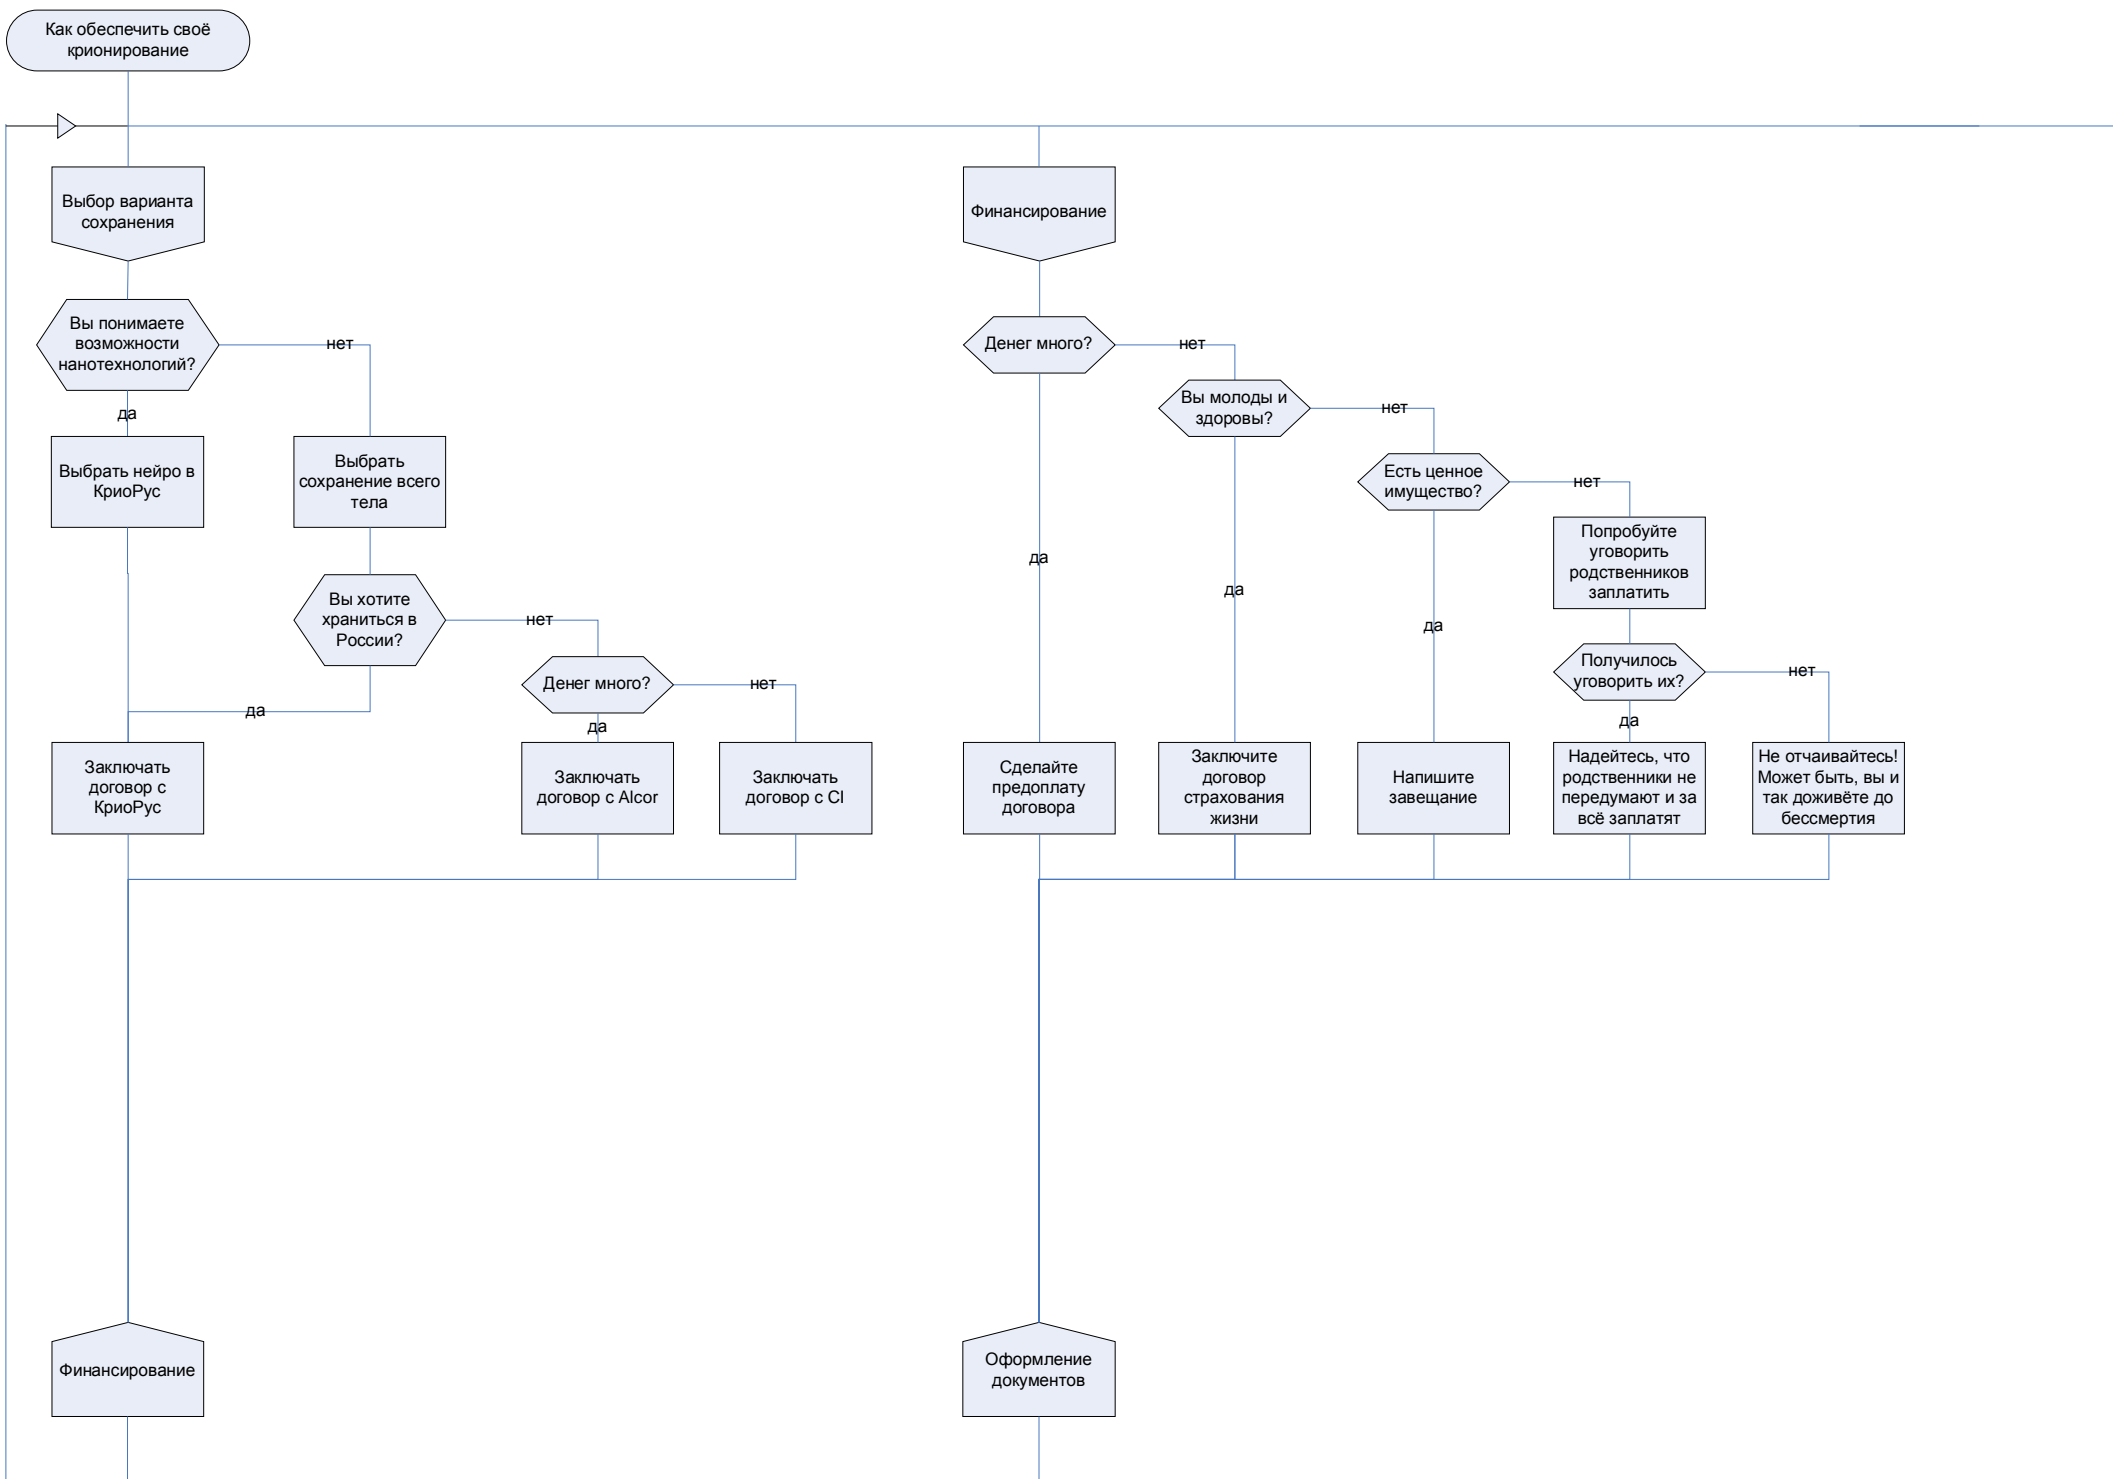 Как обеспечить своё
крионирование
Выбор варианта
сохранения
Вы понимаете
возможности
нанотехнологий?
нет
да
Выбрать нейро в
КриоРус
Выбрать
сохранение всего
тела
Вы хотите
храниться в
России?
нет
да
Денег много?
нет
да
Заключать
договор с
КриоРус
Заключать
договор с Alcor
Заключать
договор с CI
Финансирование
Финансирование
Денег много?
нет
да
Вы молоды и
здоровы?
нет
да
Есть ценное
имущество?
нет
да
Попробуйте
уговорить
родственников
заплатить
Получилось
уговорить их?
нет
да
Сделайте
предоплату
договора
Заключите
договор
страхования
жизни
Напишите
завещание
Надейтесь, что
родственники не
передумают и за
всё заплатят
Не отчаивайтесь!
Может быть, вы и
так доживёте до
бессмертия
Оформление
документов